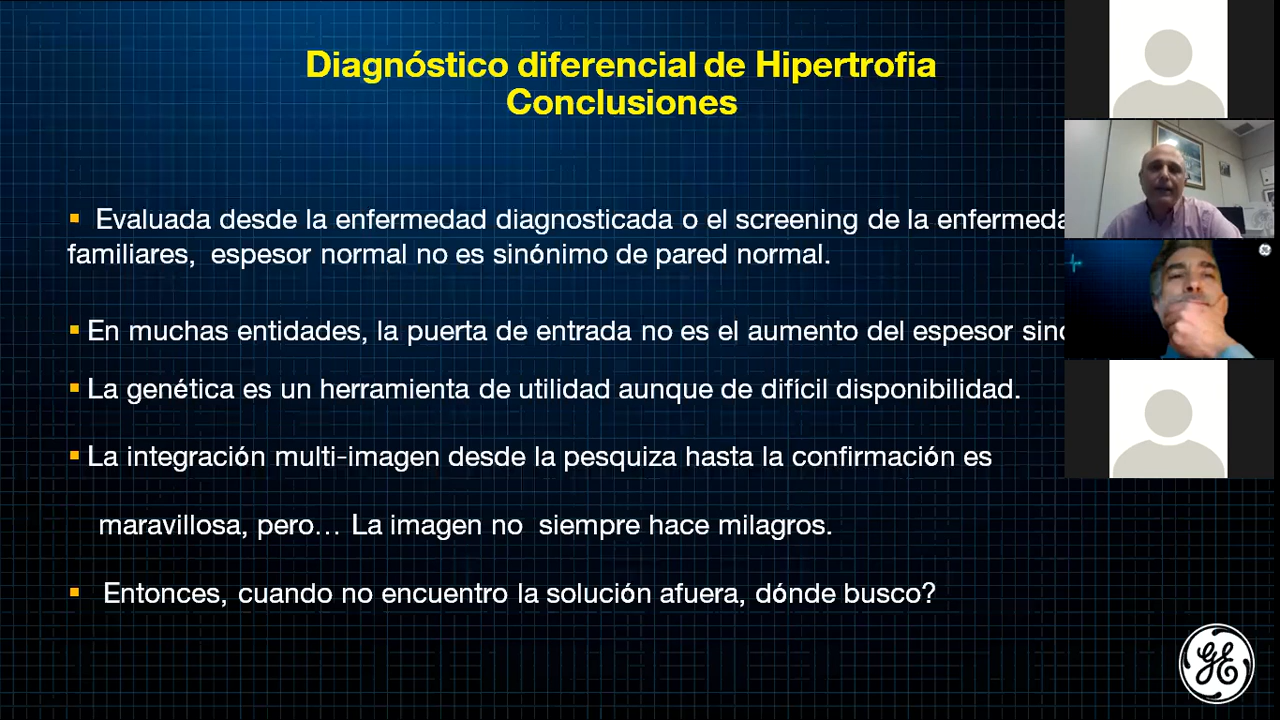 Diagnóstico diferencial de Hipertrofia
Conclusiones
▪ Evaluada desde la enfermedad diagnosticada o el screening de la
familiares, espesor normal no es sinónimo de pared normal.
▪ En muchas entidades, la puerta de entrada no es el aumento del espesor
▪ La genética es un herramienta de utilidad aunque de difícil disponibilidad.
▪ La integración multi-imagen desde la pesquiza hasta la confirmación es
maravillosa, pero... La imagen no siempre hace milagros.
▪ Entonces, cuando no encuentro la solución afuera, dónde busco?
GE